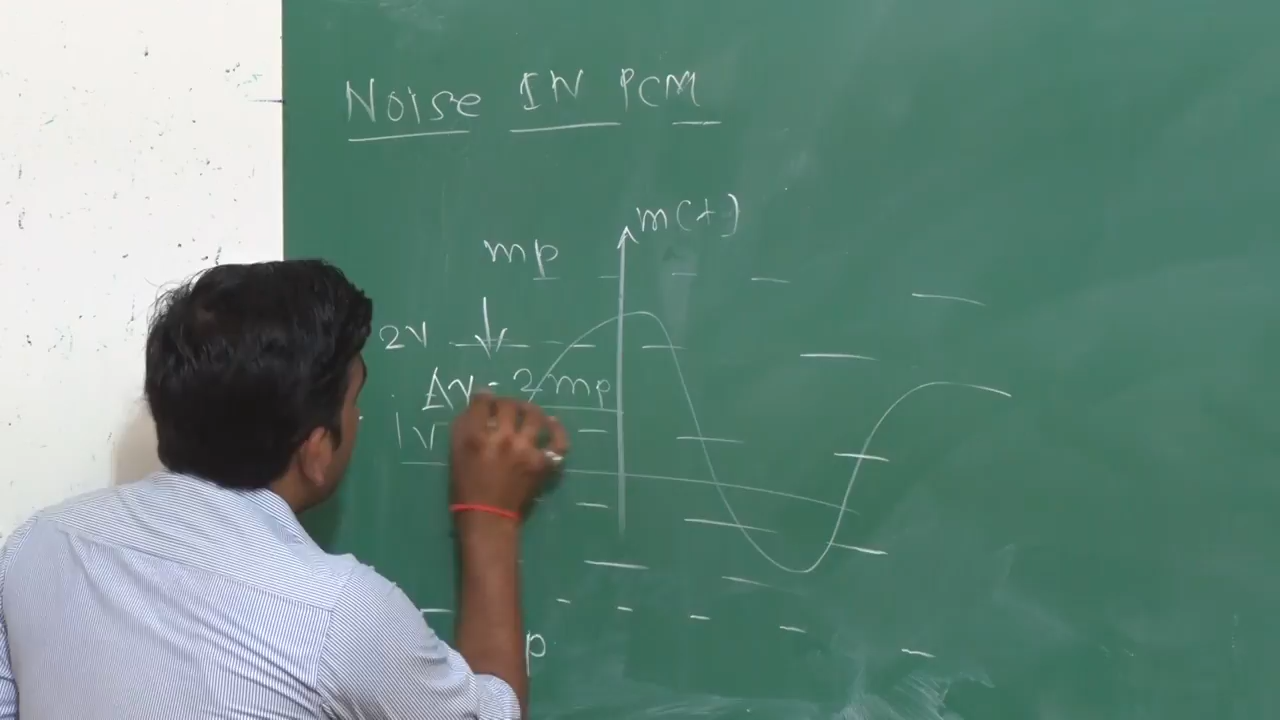 NOISE IN PCM
m(t)
mp
2V
Δv = 2mp
1V
p